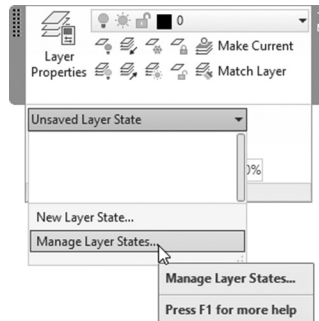 0
Layer
Properties
Make Current
Match Layer
Unsaved Layer State
0%
New Layer State...
Manage Layer States...
Manage Layer States...
Press F1 for more help